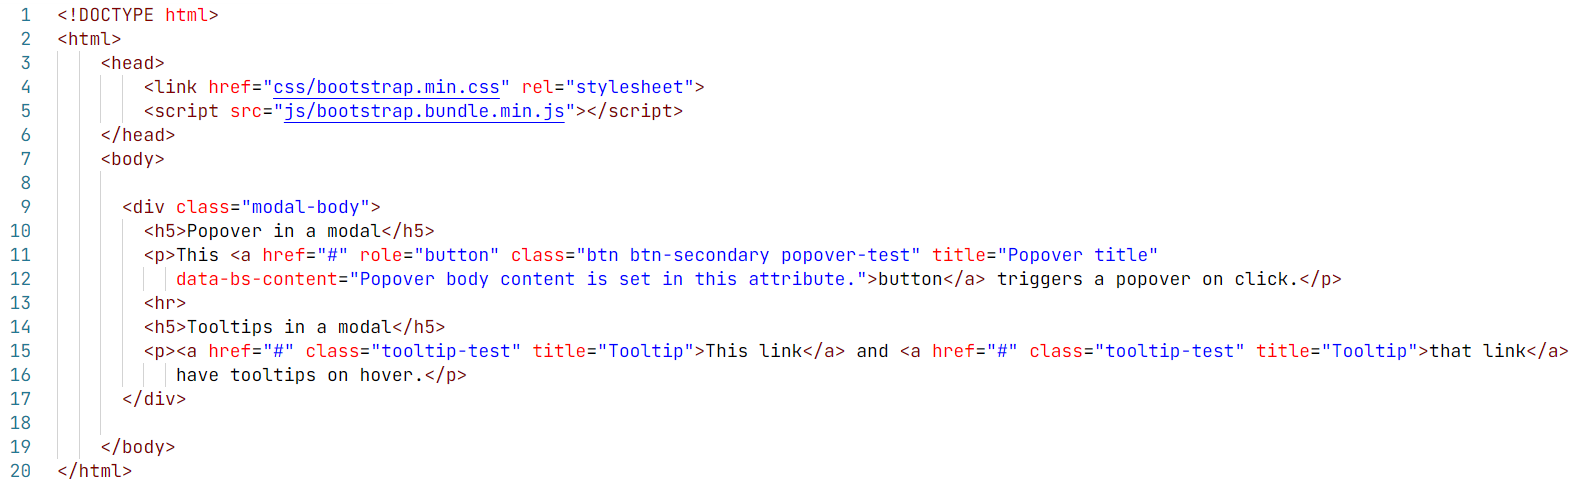 1 <!DOCTYPE html>
2 <html>
3 <head>
4 <link href="css/bootstrap.min.css" rel="stylesheet">
5 <script src="js/bootstrap.bundle.min.js"></script>
6 </head>
7 <body>
8
9 <div class="modal-body">
10 <h5>Popover in a modal</h5>
11 <p>This <a href="#" role="button" class="btn btn-secondary popover-test" title="Popover title"
12 data-bs-content="Popover body content is set in this attribute.">button</a> triggers a popover on click.</p>
13 <hr>
14 <h5>Tooltips in a modal</h5>
15 <p><a href="#" class="tooltip-test" title="Tooltip">This link</a> and <a href="#" class="tooltip-test" title="Tooltip">that link</a>
16 have tooltips on hover.</p>
17 </div>
18
19 </body>
20 </html>